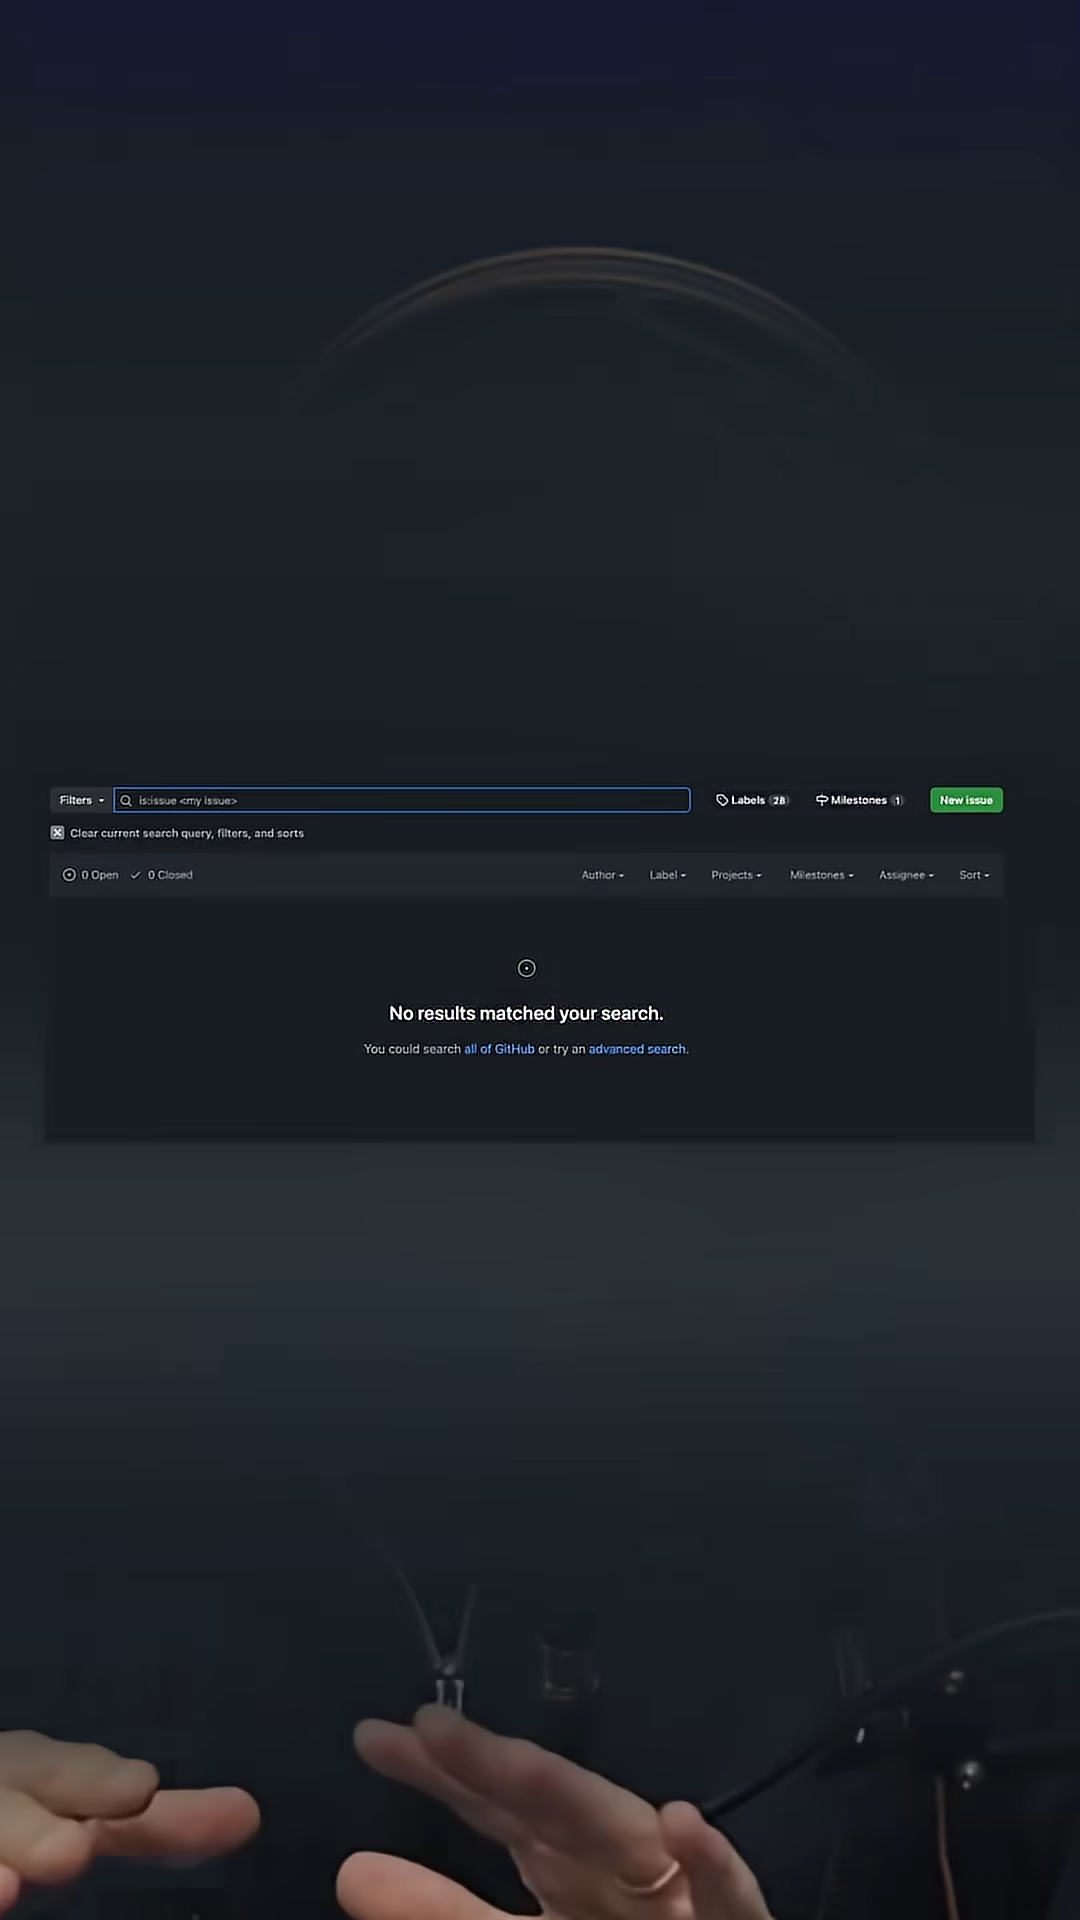 Filters
is:issue <my issue>
Labels 28
Milestones 1
New issue
Clear current search query, filters, and sorts
0 Open
0 Closed
Author
Label
Projects
Milestones
Assignee
Sort
No results matched your search.
You could search all of GitHub or try an advanced search.